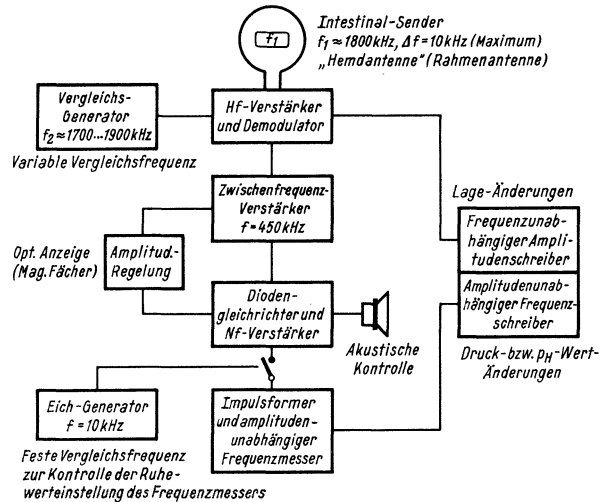 f₁
Intestinal-Sender
f₁ ≈ 1800kHz, Δf = 10kHz (Maximum)
„Hemdantenne" (Rahmenantenne)
Vergleichs-
Generator
f₂ ≈ 1700...1900kHz
Variable Vergleichsfrequenz
Hf-Verstärker
und Demodulator
Zwischenfrequenz-
Verstärker
f = 450kHz
Lage-Änderungen
Frequenzunab-
hängiger Ampli-
tudenschreiber
Opt. Anzeige
(Mag. Fächer)
Amplitud.-
Regelung
Amplitudenunab-
hängiger Frequenz-
schreiber
Dioden-
gleichrichter und
Nf-Verstärker
Akustische
Kontrolle
Druck- bzw. pH-Wert-
Änderungen
Eich-Generator
f = 10kHz
Impulsformer
und amplituden-
unabhängiger
Frequenzmesser
Feste Vergleichsfrequenz
zur Kontrolle der Ruhe-
werteinstellung des Frequenzmessers